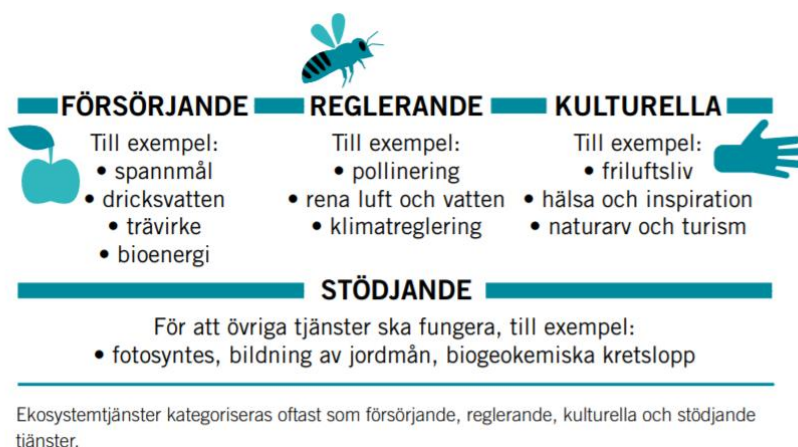 FÖRSÖRJANDE
Till exempel:
• spannmål
• dricksvatten
• trävirke
• bioenergi
REGLERANDE
Till exempel:
• pollinering
• rena luft och vatten
• klimatreglering
KULTURELLA
Till exempel:
• friluftsliv
• hälsa och inspiration
• naturarv och turism
STÖDJANDE
För att övriga tjänster ska fungera, till exempel:
• fotosyntes, bildning av jordmån, biogeokemiska kretslopp
Ekosystemtjänster kategoriseras oftast som försörjande, reglerande, kulturella och stödjande
tjänster.